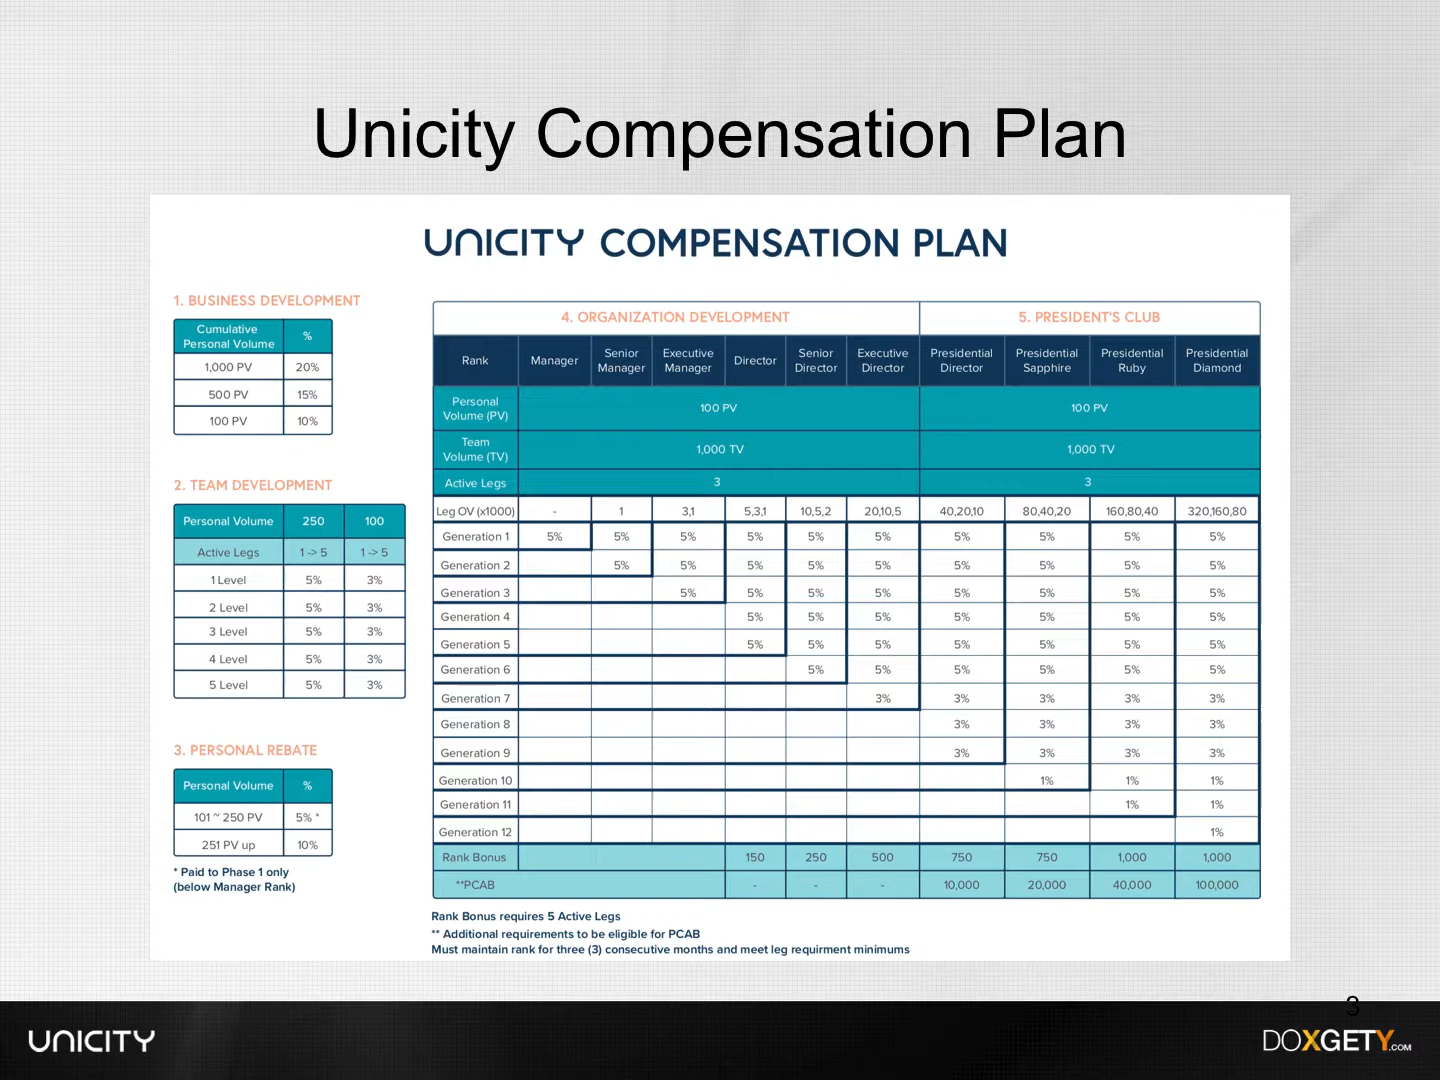 Unicity Compensation Plan
UNICITY COMPENSATION PLAN
1. BUSINESS DEVELOPMENT
Cumulative Personal Volume %
1,000 PV 20%
500 PV 15%
100 PV 10%
2. TEAM DEVELOPMENT
Personal Volume 250 100
Active Legs 1 -> 5 1 -> 5
1 Level 5% 3%
2 Level 5% 3%
3 Level 5% 3%
4 Level 5% 3%
5 Level 5% 3%
3. PERSONAL REBATE
Personal Volume %
101 ~ 250 PV 5% *
251 PV up 10%
* Paid to Phase 1 only
(below Manager Rank)
4. ORGANIZATION DEVELOPMENT 5. PRESIDENT'S CLUB
Rank Manager Senior Manager Executive Manager Director Senior Director Executive Director Presidential Director Presidential Sapphire Presidential Ruby Presidential Diamond
Personal Volume (PV) 100 PV 100 PV
Team Volume (TV) 1,000 TV 1,000 TV
Active Legs 3 3
Leg OV (x1000) - 1 3,1 5,3,1 10,5,2 20,10,5 40,20,10 80,40,20 160,80,40 320,160,80
Generation 1 5% 5% 5% 5% 5% 5% 5% 5% 5% 5%
Generation 2 5% 5% 5% 5% 5% 5% 5% 5% 5%
Generation 3 5% 5% 5% 5% 5% 5% 5% 5%
Generation 4 5% 5% 5% 5% 5% 5% 5%
Generation 5 5% 5% 5% 5% 5% 5% 5%
Generation 6 5% 5% 5% 5% 5% 5%
Generation 7 3% 3% 3% 3% 3%
Generation 8 3% 3% 3% 3%
Generation 9 3% 3% 3% 3%
Generation 10 1% 1% 1%
Generation 11 1% 1%
Generation 12 1%
Rank Bonus 150 250 500 750 750 1,000 1,000
**PCAB - - - 10,000 20,000 40,000 100,000
Rank Bonus requires 5 Active Legs
** Additional requirements to be eligible for PCAB
Must maintain rank for three (3) consecutive months and meet leg requirment minimums
3
UNICITY
DOXGETY.COM